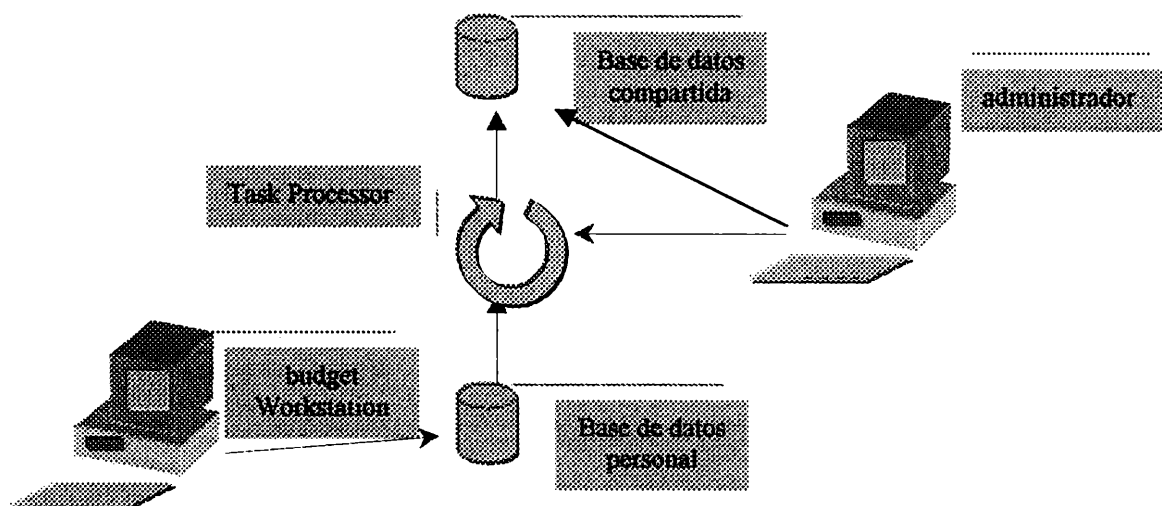 Base de datos
compartida
administrador
Task Processor
budget
Workstation
Base de datos
personal